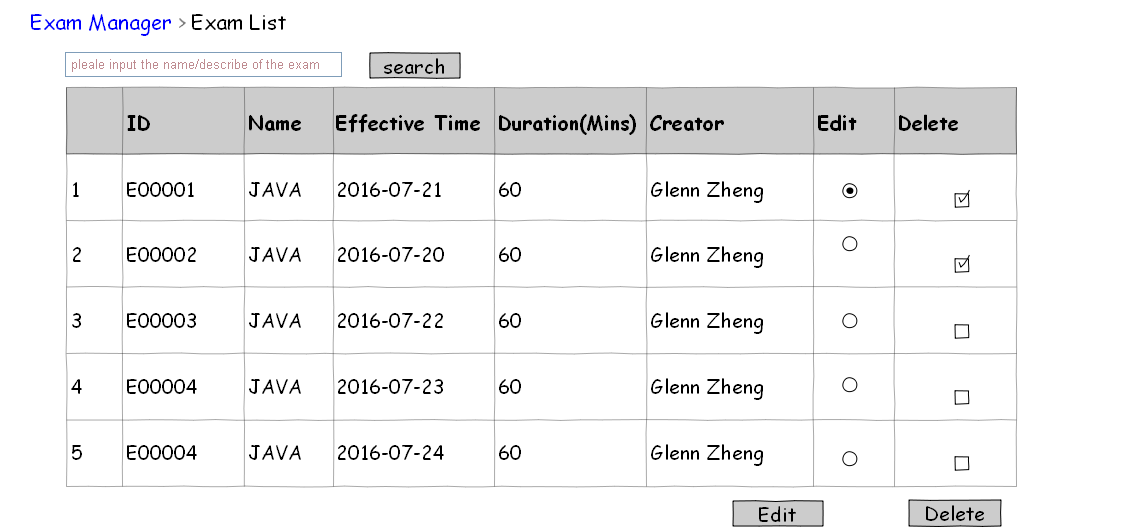 Exam Manager > Exam List
pleale input the name/describe of the exam search
ID Name Effective Time Duration(Mins) Creator Edit Delete
1 E00001 JAVA 2016-07-21 60 Glenn Zheng
2 E00002 JAVA 2016-07-20 60 Glenn Zheng
3 E00003 JAVA 2016-07-22 60 Glenn Zheng
4 E00004 JAVA 2016-07-23 60 Glenn Zheng
5 E00004 JAVA 2016-07-24 60 Glenn Zheng
Edit Delete